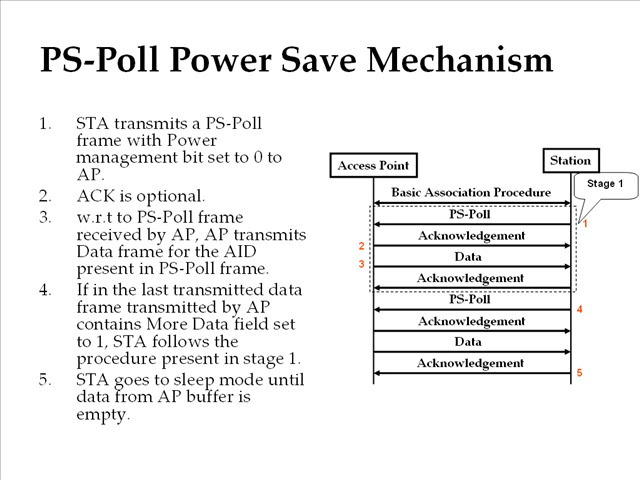 PS-Poll Power Save Mechanism
1. STA transmits a PS-Poll
frame with Power
management bit set to 0 to
AP.
2. ACK is optional.
3. w.r.t to PS-Poll frame
received by AP, AP transmits
Data frame for the AID
present in PS-Poll frame.
4. If in the last transmitted data
frame transmitted by AP
contains More Data field set
to 1, STA follows the
procedure present in stage 1.
5. STA goes to sleep mode until
data from AP buffer is
empty.
Access Point
Station
Stage 1
Basic Association Procedure
PS-Poll
1
Acknowledgement
2
Data
3
Acknowledgement
PS-Poll
4
Acknowledgement
Data
Acknowledgement
5